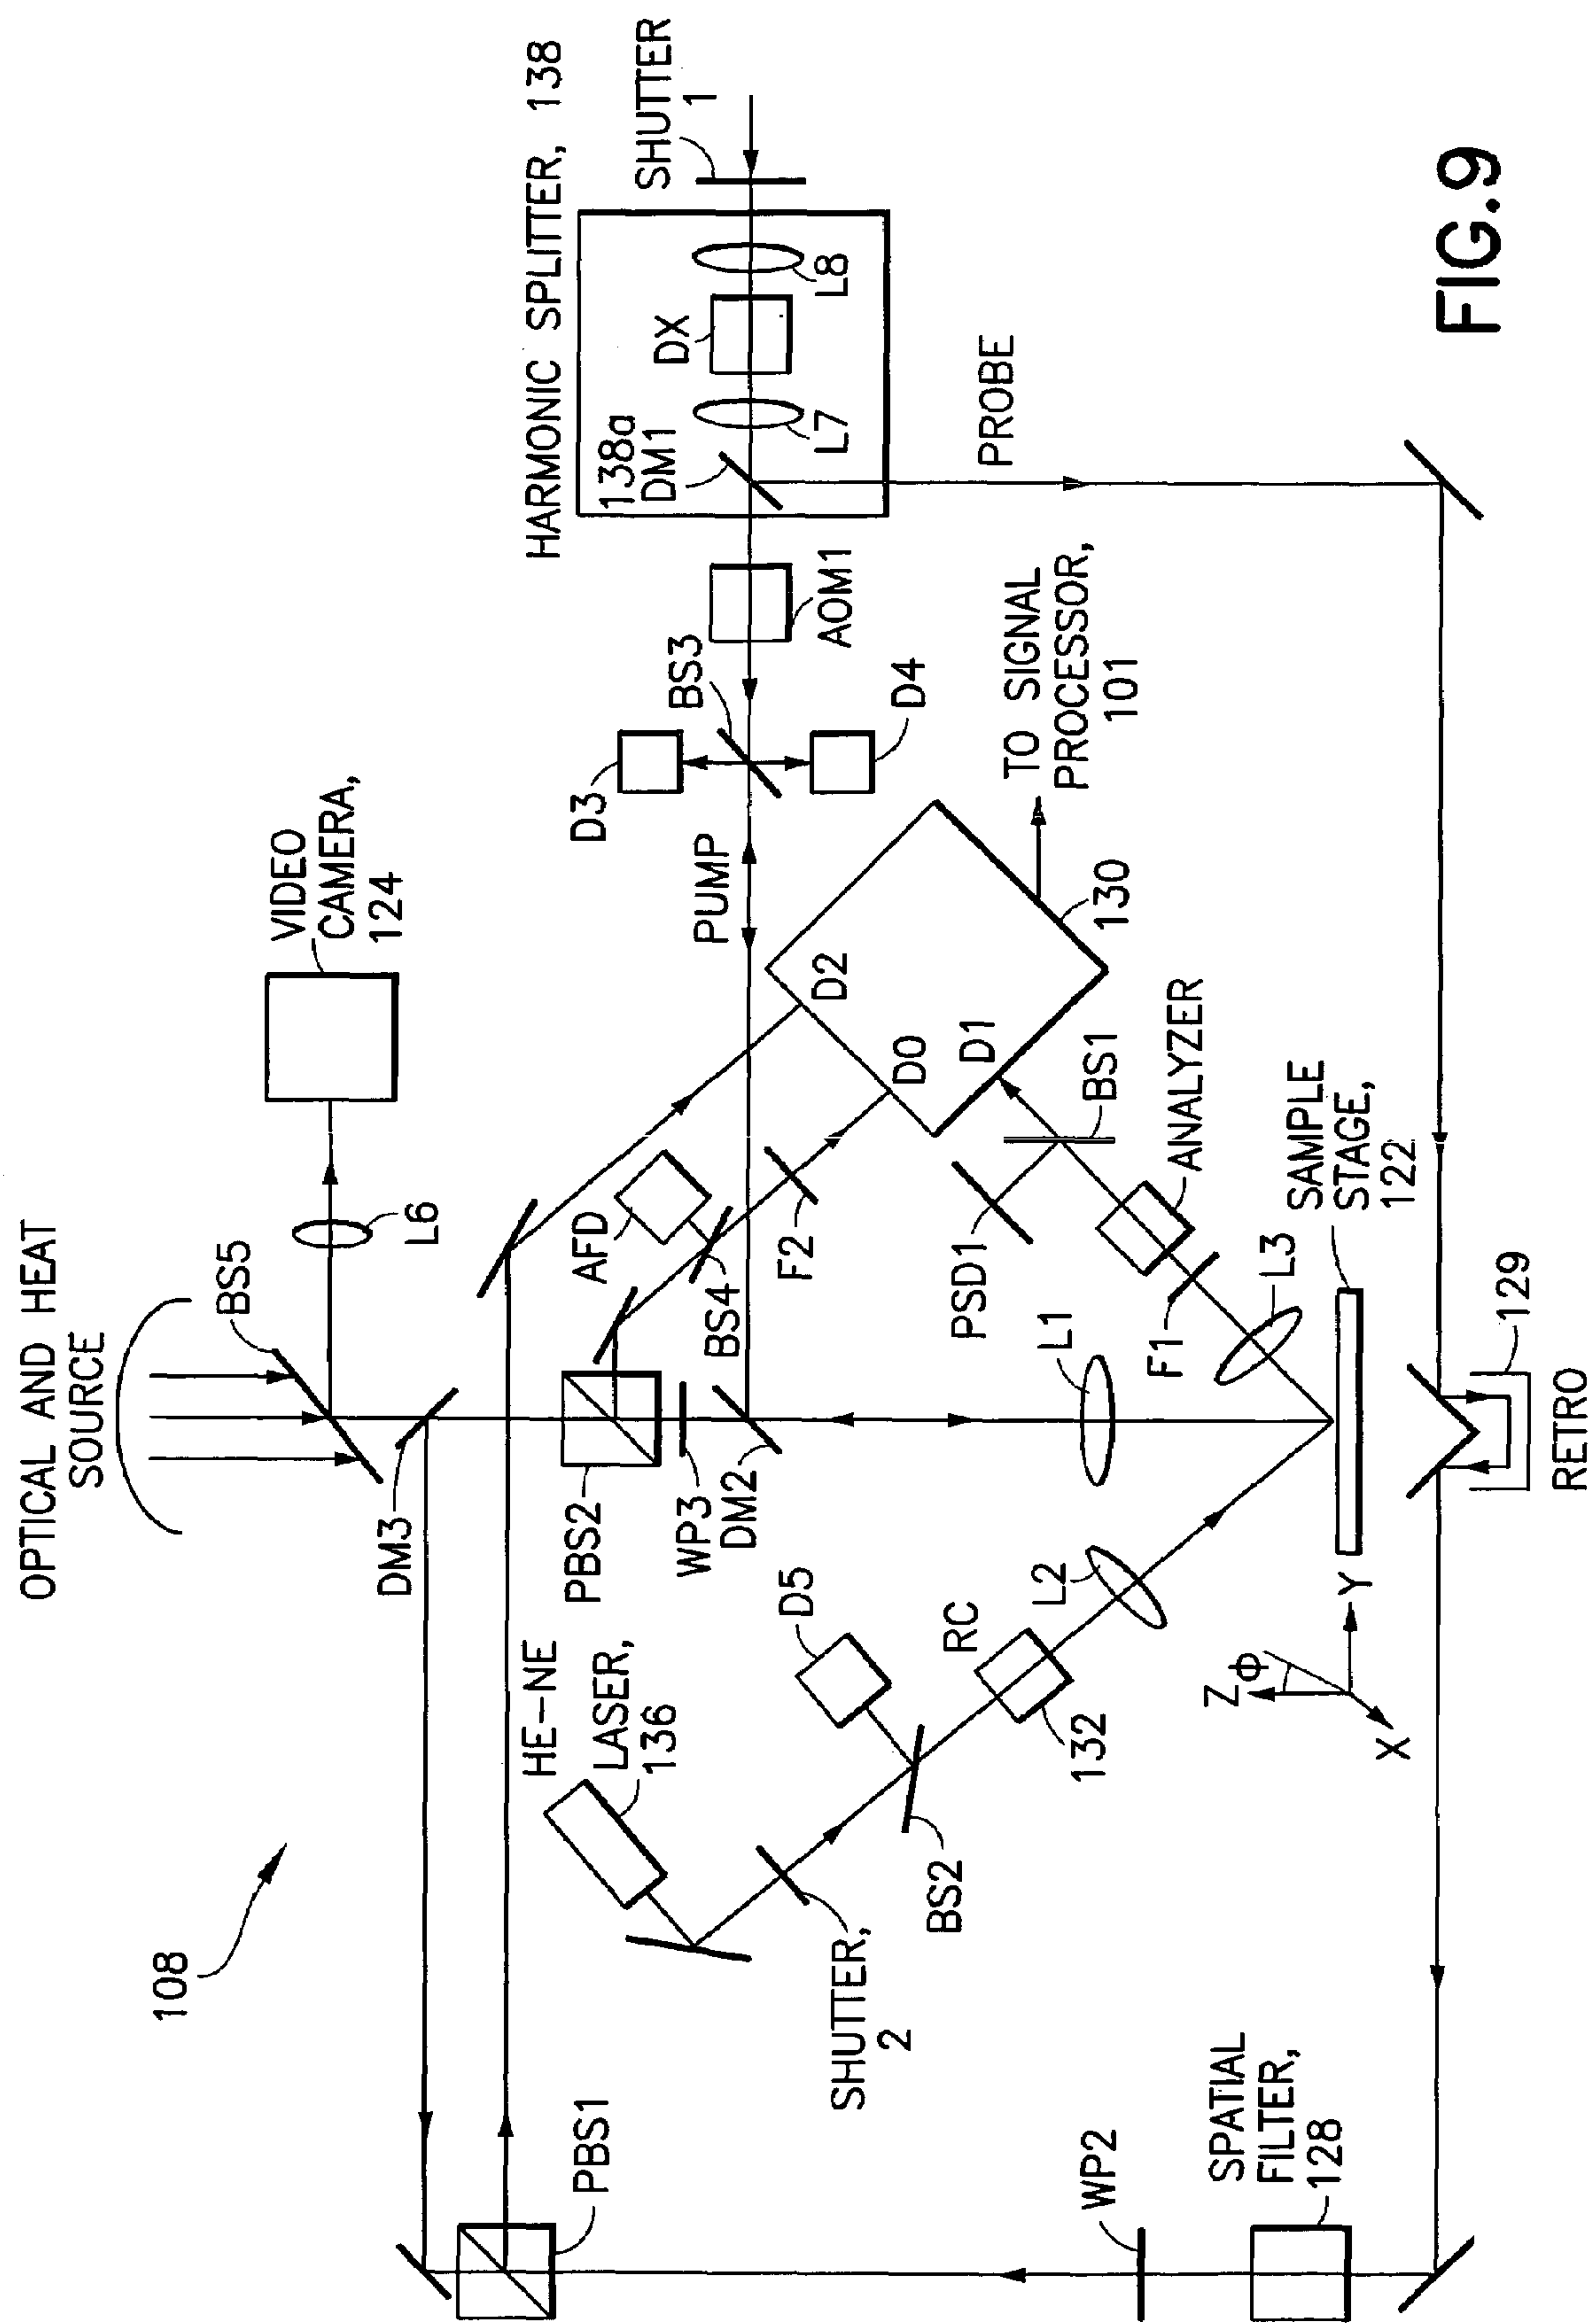 108
OPTICAL AND HEAT
SOURCE
BS5
L6
VIDEO
CAMERA,
124
DM3
PBS2
WP3
DM2
AFD
BS4
F2
PUMP
D3
D4
BS3
AOM1
HARMONIC SPLITTER, 138
138a
DM1
L7
DX
L8
SHUTTER
1
PROBE
HE-NE
LASER,
136
SHUTTER,
2
BS2
D5
RC
132
L2
L1
L3
F1
ANALYZER
PSD1
BS1
D1
D0
D2
130
TO SIGNAL
PROCESSOR,
101
SAMPLE
STAGE,
122
Z
Φ
Y
X
129
RETRO
PBS1
WP2
SPATIAL
FILTER,
128
FIG.9